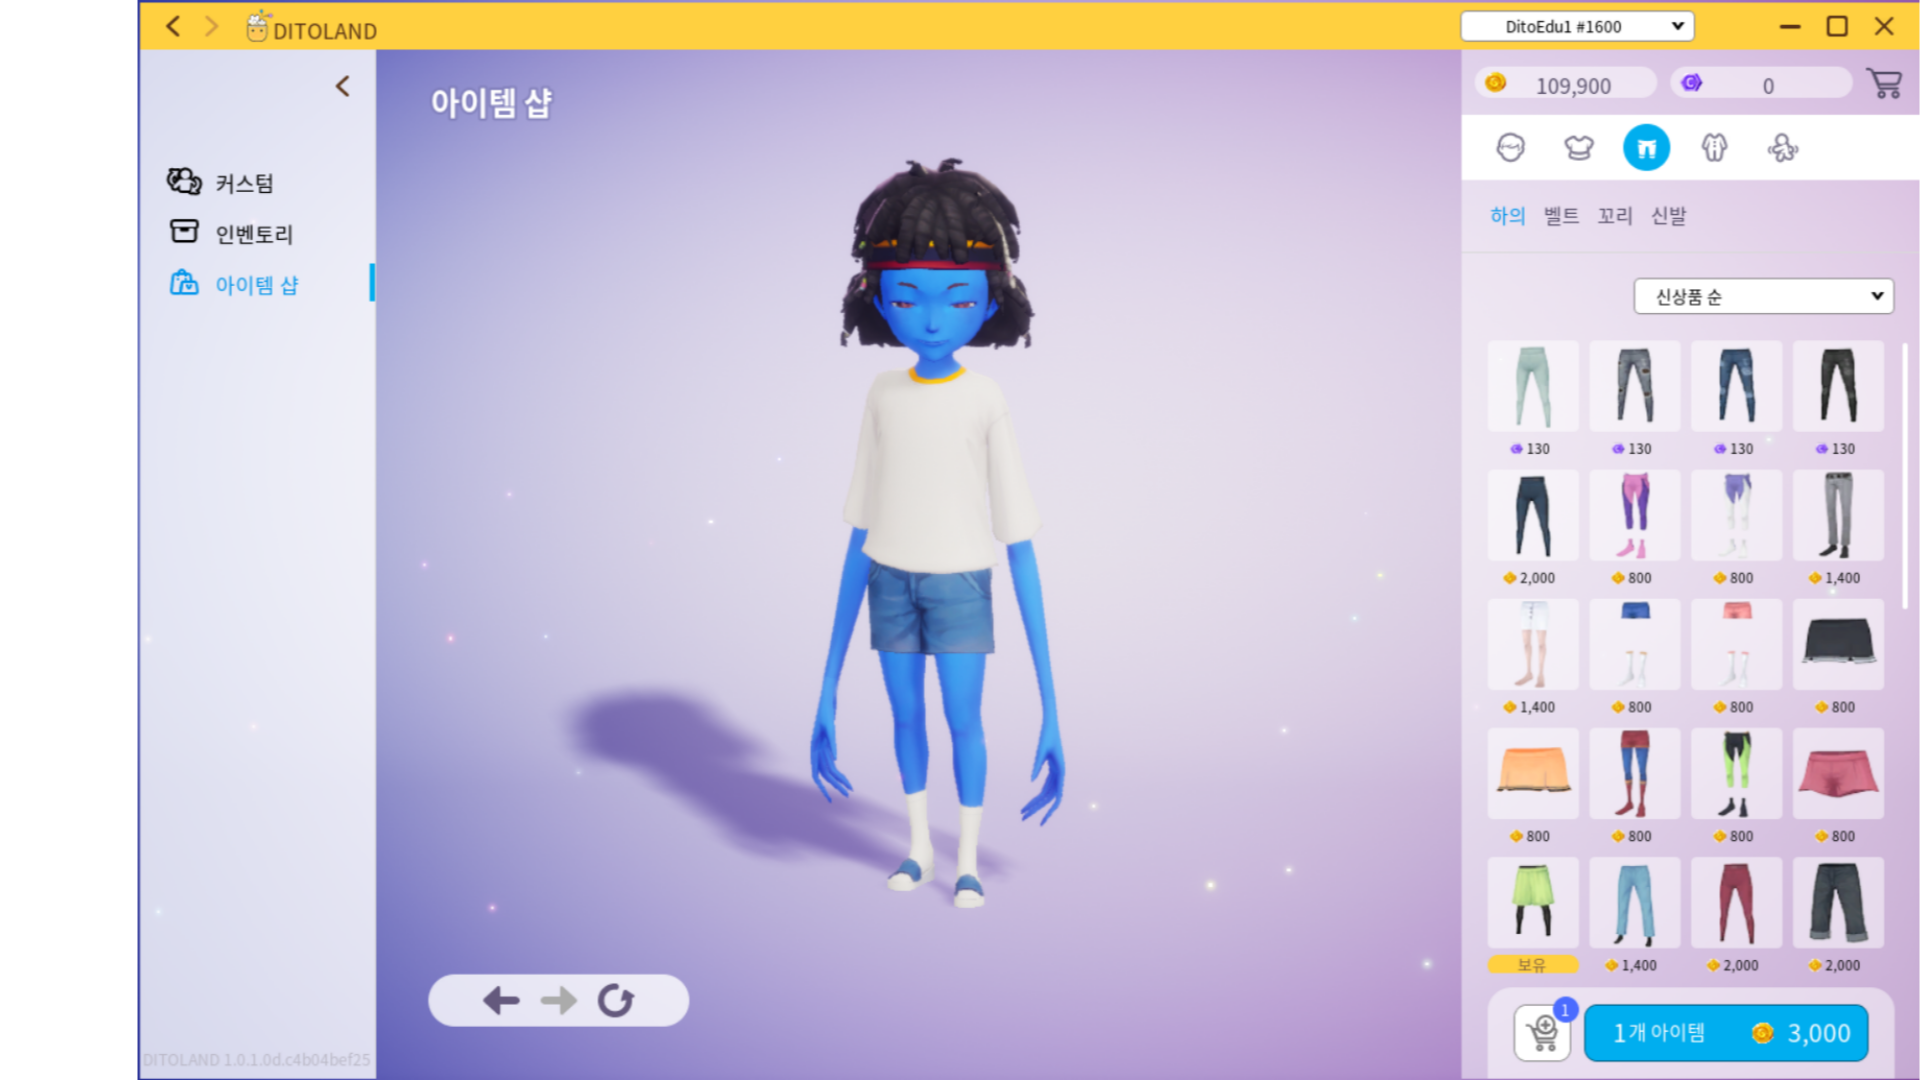 DITOLAND
DitoEdu1 #1600
109,900
0
아이템 샵
커스텀
인벤토리
아이템 샵
하의 벨트 꼬리 신발
신상품 순
130 130 130 130
2,000 800 800 1,400
1,400 800 800 800
800 800 800 800
보유 1,400 2,000 2,000
1
1개 아이템 3,000
DITOLAND 1.0.1.0d.c4b04bef25